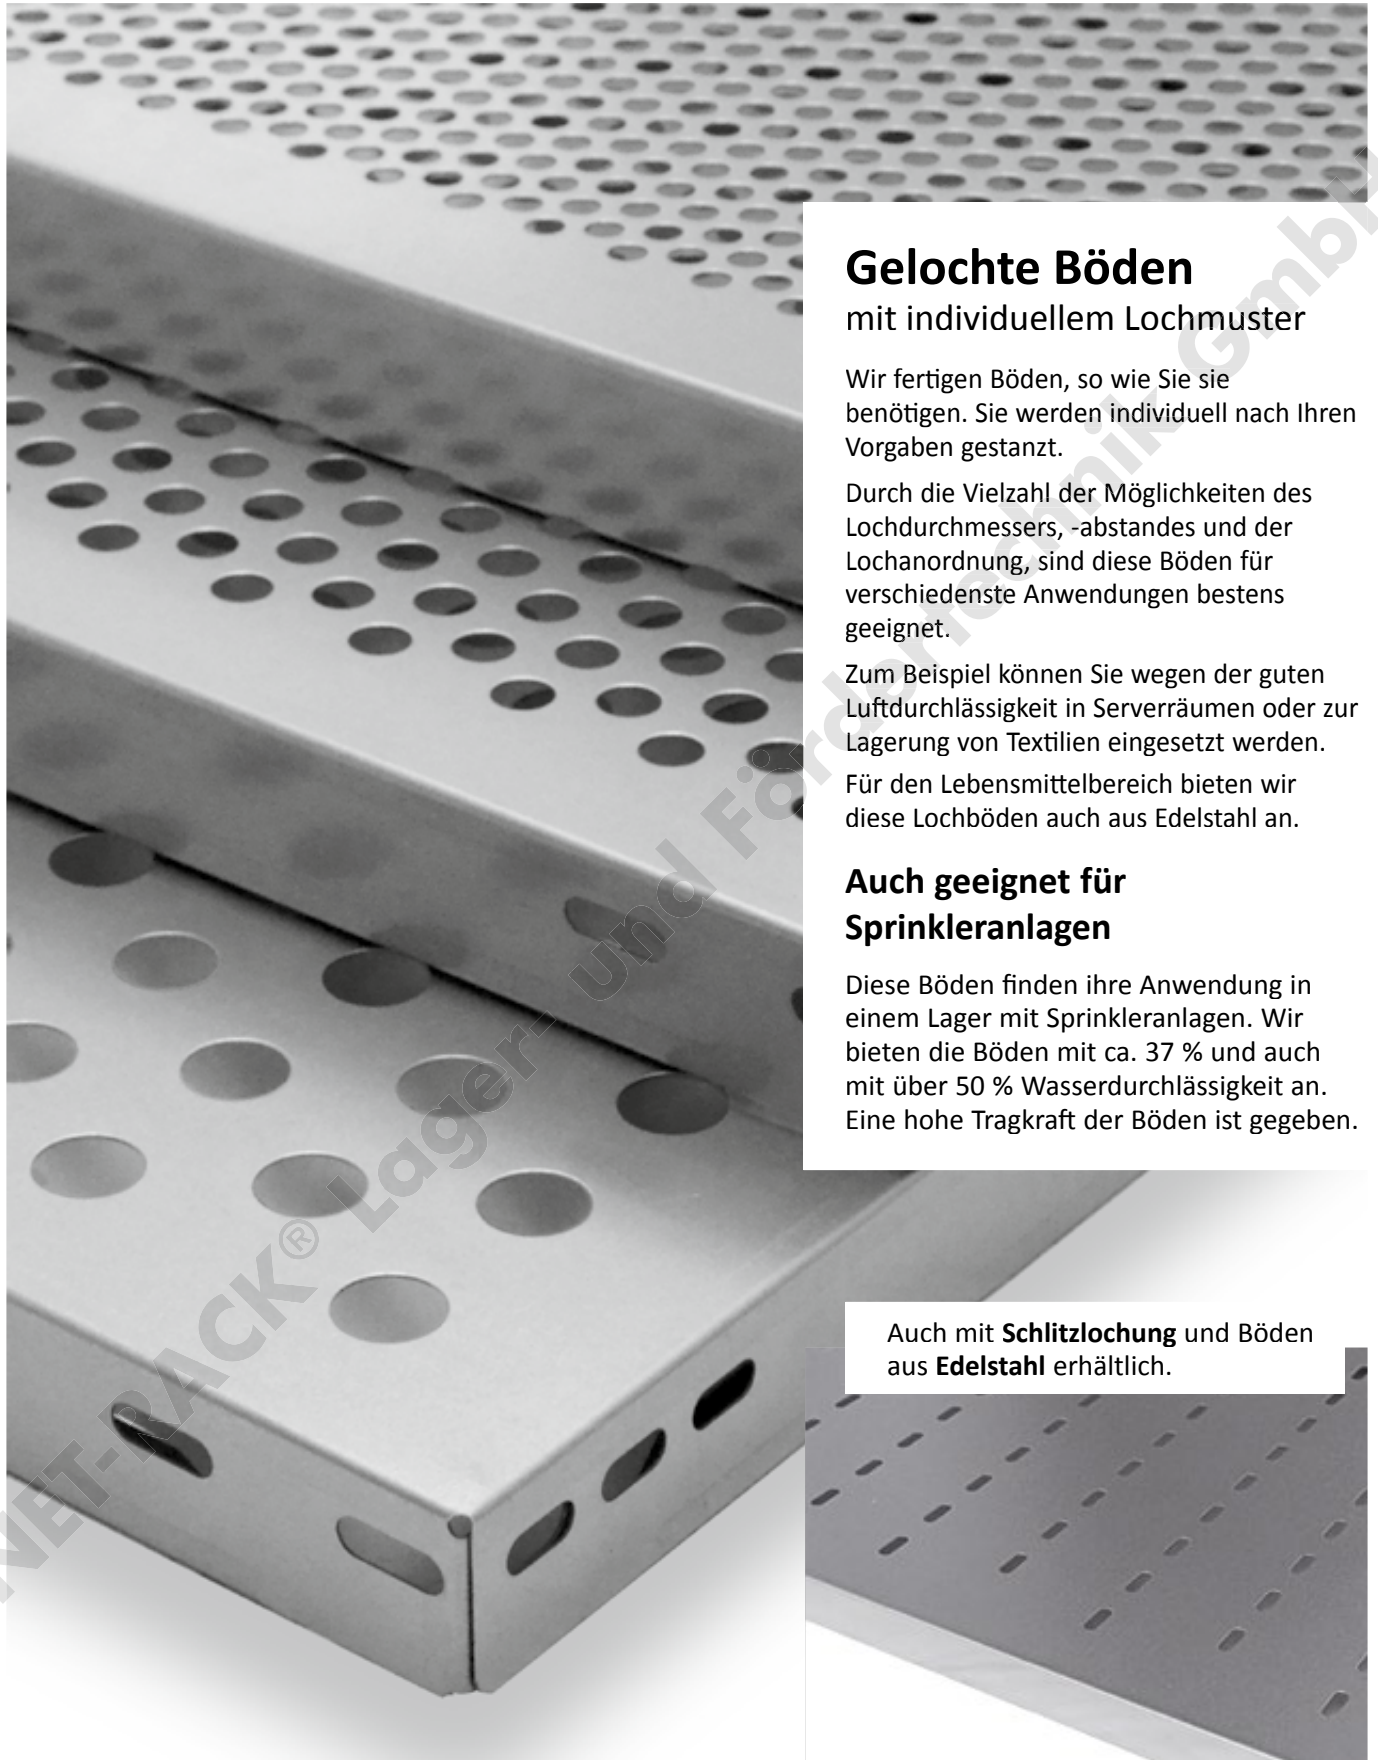 Gelochte Böden
mit individuellem Lochmuster
Wir fertigen Böden, so wie Sie sie
benötigen. Sie werden individuell nach Ihren
Vorgaben gestanzt.
Durch die Vielzahl der Möglichkeiten des
Lochdurchmessers, -abstandes und der
Lochanordnung, sind diese Böden für
verschiedenste Anwendungen bestens
geeignet.
Zum Beispiel können Sie wegen der guten
Luftdurchlässigkeit in Serverräumen oder zur
Lagerung von Textilien eingesetzt werden.
Für den Lebensmittelbereich bieten wir
diese Lochböden auch aus Edelstahl an.
Auch geeignet für
Sprinkleranlagen
Diese Böden finden ihre Anwendung in
einem Lager mit Sprinkleranlagen. Wir
bieten die Böden mit ca. 37 % und auch
mit über 50 % Wasserdurchlässigkeit an.
Eine hohe Tragkraft der Böden ist gegeben.
Auch mit Schlitzlochung und Böden
aus Edelstahl erhältlich.
NET-RACK® Lager- und Fördertechnik GmbH